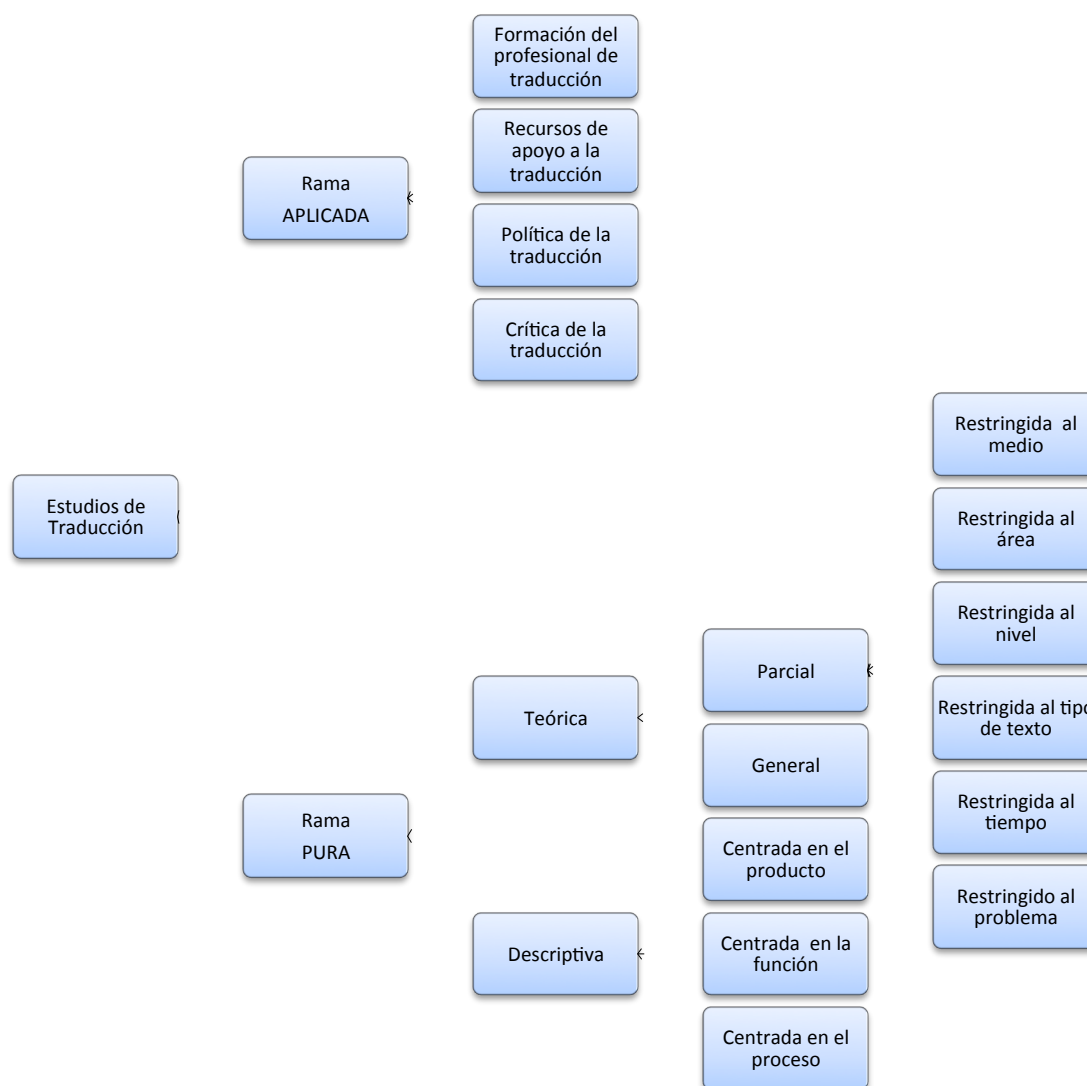 Formación del
profesional de
traducción
Recursos de
apoyo a la
traducción
Rama
APLICADA
Política de la
traducción
Crítica de la
traducción
Estudios de
Traducción
Restringida al
medio
Restringida al
área
Restringida al
nivel
Restringida al tipo
de texto
Restringida al
tiempo
Restringido al
problema
Parcial
Teórica
General
Rama
PURA
Centrada en el
producto
Descriptiva
Centrada en la
función
Centrada en el
proceso